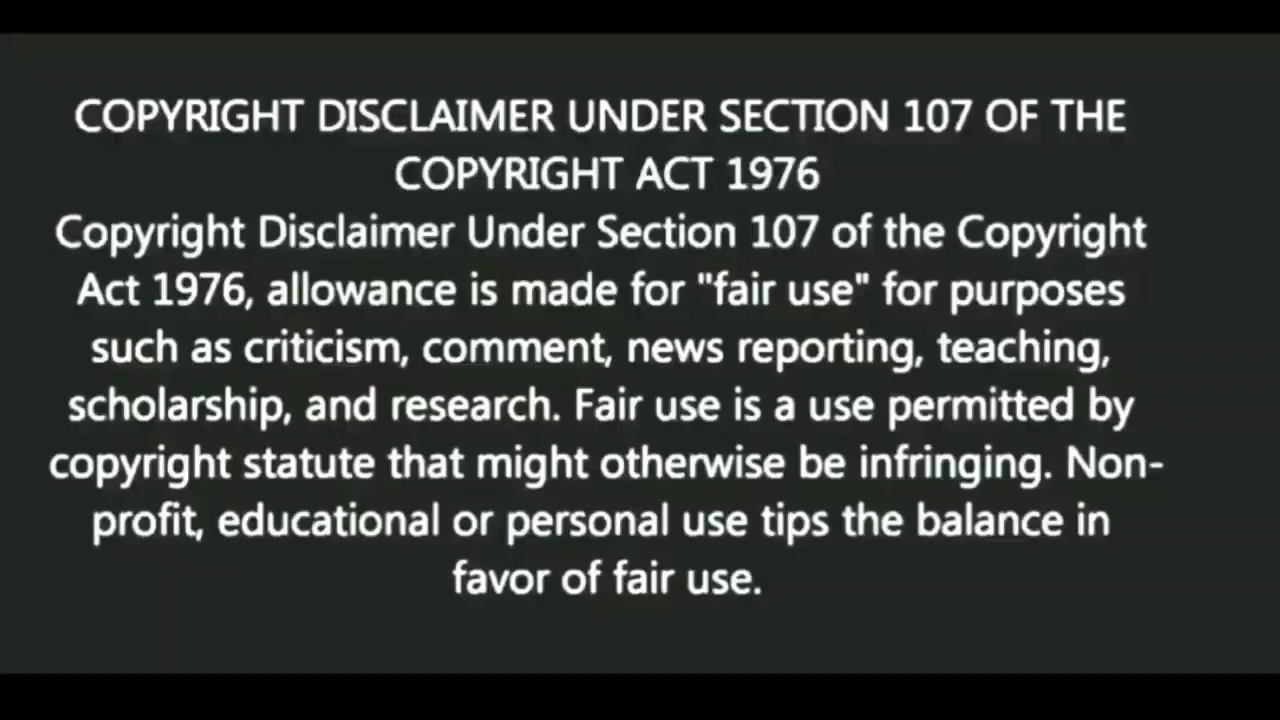 COPYRIGHT DISCLAIMER UNDER SECTION 107 OF THE
COPYRIGHT ACT 1976
Copyright Disclaimer Under Section 107 of the Copyright
Act 1976, allowance is made for "fair use" for purposes
such as criticism, comment, news reporting, teaching,
scholarship, and research. Fair use is a use permitted by
copyright statute that might otherwise be infringing. Non-
profit, educational or personal use tips the balance in
favor of fair use.